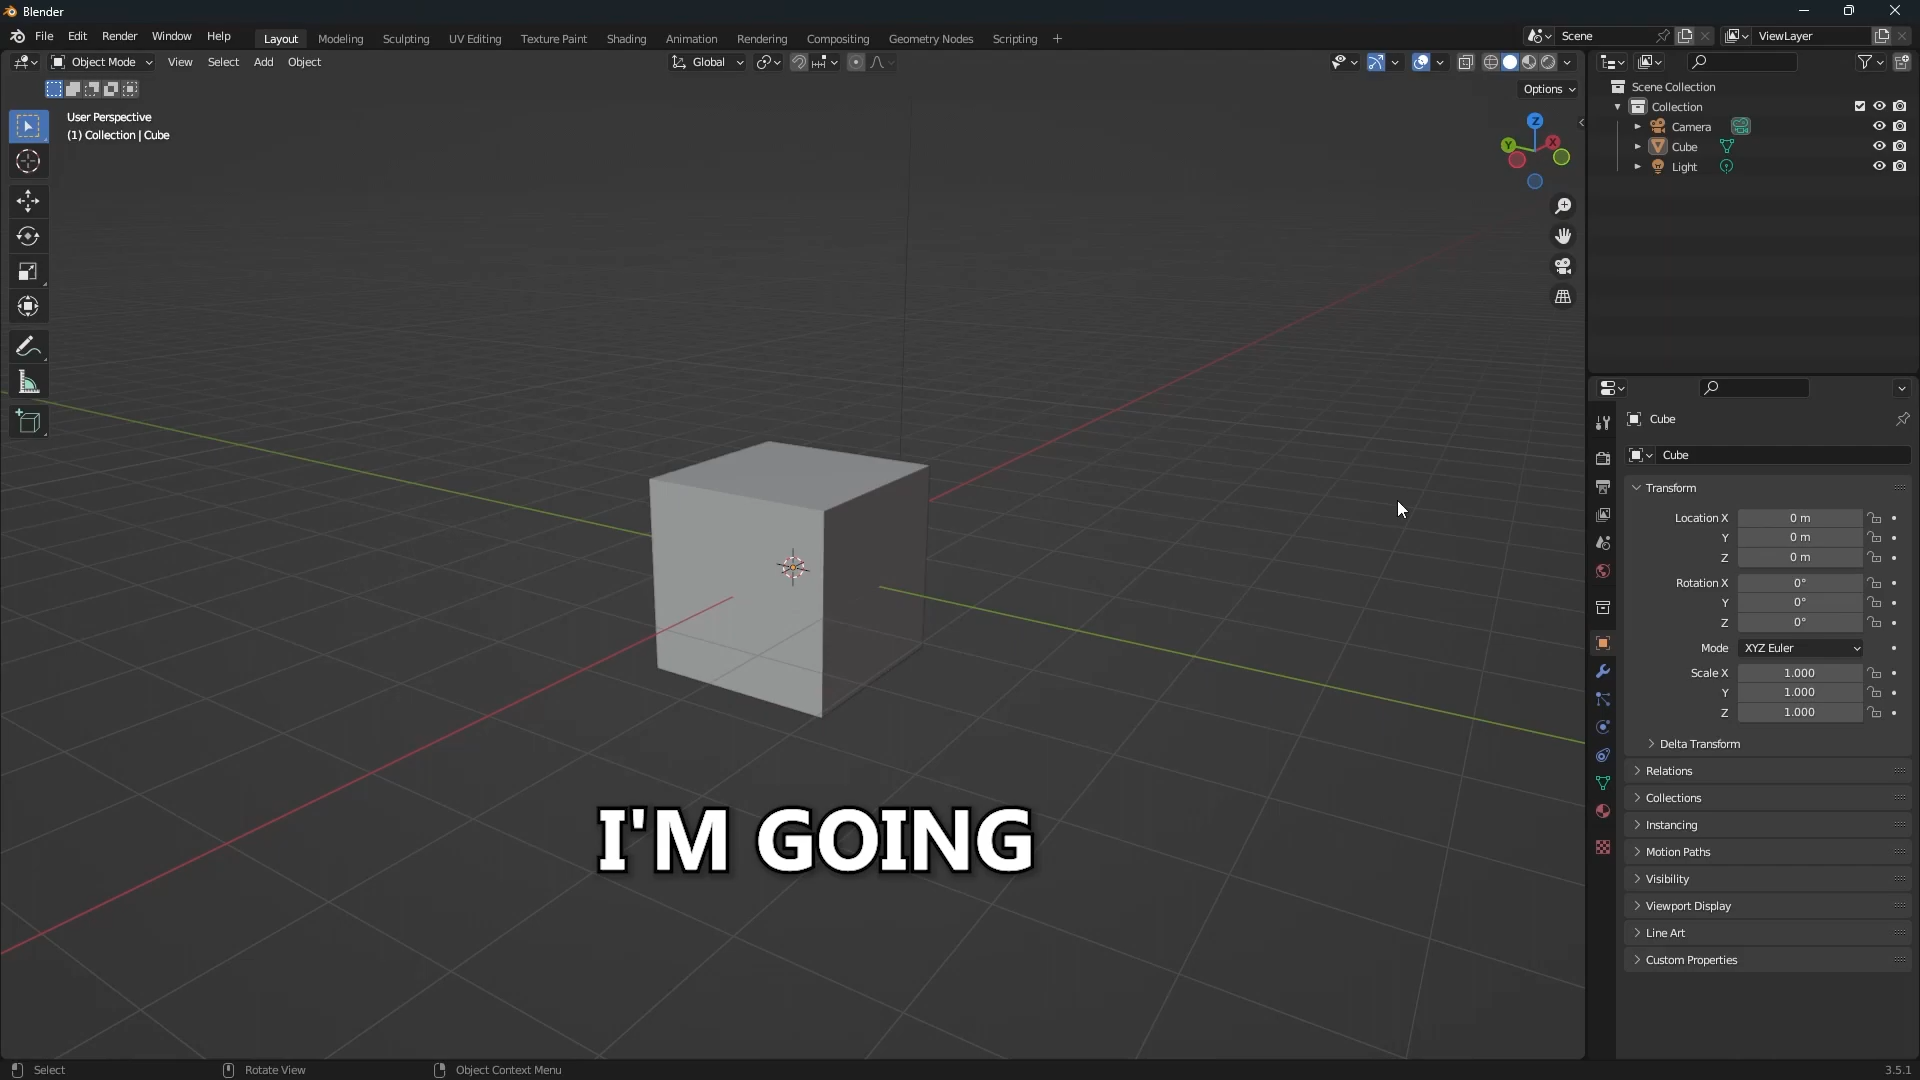 Blender
File Edit Render Window Help Layout Modeling Sculpting UV Editing Texture Paint Shading Animation Rendering Compositing Geometry Nodes Scripting + Scene ViewLayer
Object Mode View Select Add Object Global
Options
User Perspective
(1) Collection | Cube
Z
Y X
Scene Collection
Collection
Camera
Cube
Light
Cube
Cube
Transform
Location X 0 m
Y 0 m
Z 0 m
Rotation X 0°
Y 0°
Z 0°
Mode XYZ Euler
Scale X 1.000
Y 1.000
Z 1.000
Delta Transform
Relations
Collections
Instancing
Motion Paths
Visibility
Viewport Display
Line Art
Custom Properties
I'M GOING
Select Rotate View Object Context Menu 3.5.1